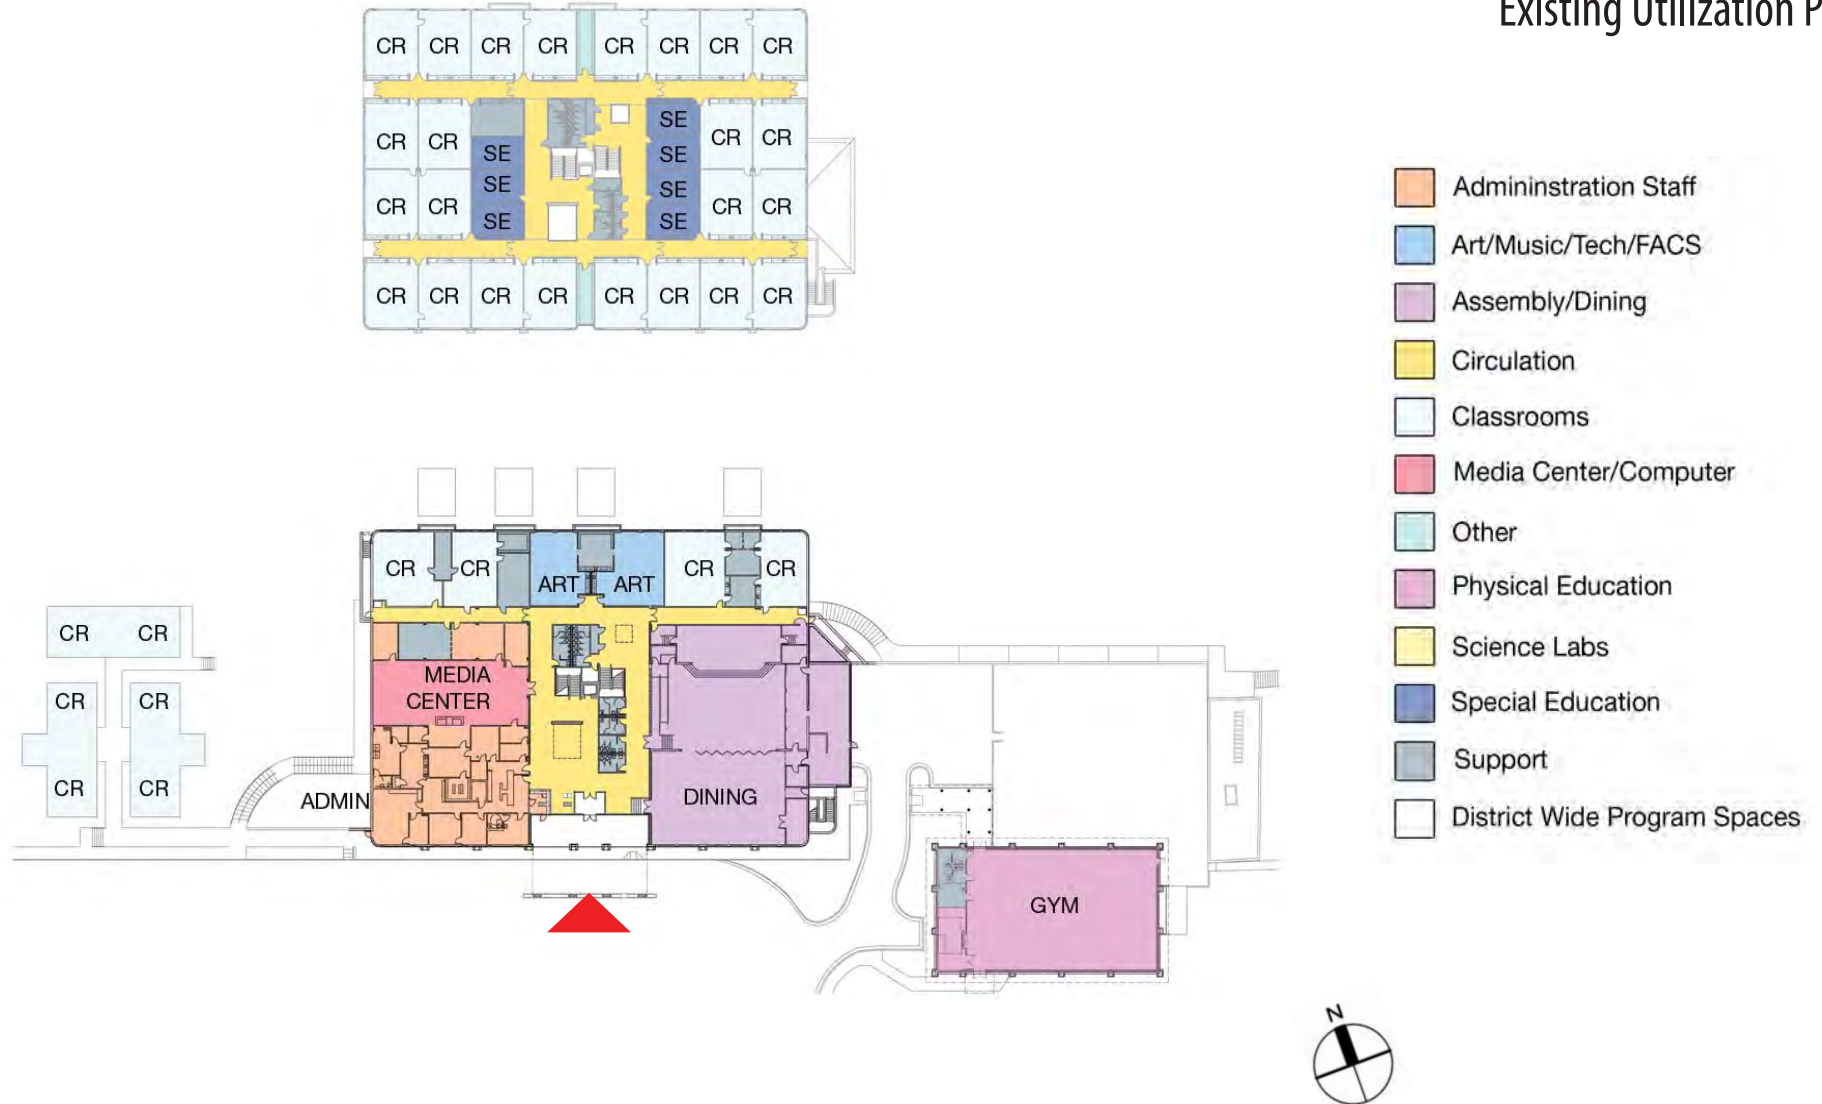 Existing Utilization P
CR CR CR CR CR CR CR CR
CR CR SE SE CR CR
SE SE
CR CR SE SE CR CR
SE SE
CR CR CR CR CR CR CR CR
Admininstration Staff
Art/Music/Tech/FACS
Assembly/Dining
Circulation
Classrooms
Media Center/Computer
Other
Physical Education
Science Labs
Special Education
Support
District Wide Program Spaces
CR CR ART ART CR CR
CR CR
MEDIA
CENTER
CR CR
CR CR
ADMIN
DINING
GYM
N